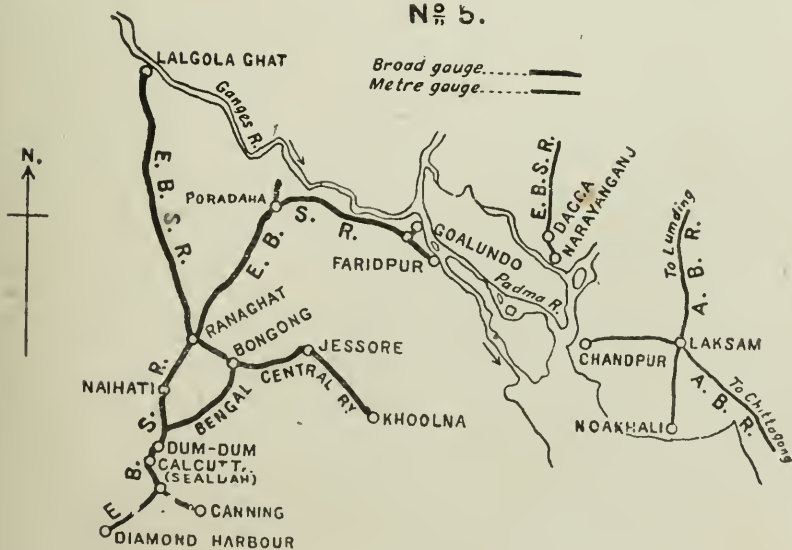 No 5.
LALGOLA GHAT
Broad gauge
Metre gauge
Ganges R.
N.
E. B. S. R.
PORADAHA
E. B. S. R.
E. B. S. R.
DACCA
NARAYANGANJ
GOALUNDO
FARIDPUR
Padma R.
To Lumding
A. B. R.
RANAGHAT
BONGONG
JESSORE
CHANDPUR
LAKSAM
NAIHATI
BENGAL CENTRAL RY
KHOOLNA
NOAKHALI
A. B. R.
To Chittagong
E. B. S. R.
DUM-DUM
CALCUTT.
(SEALDAH)
CANNING
DIAMOND HARBOUR